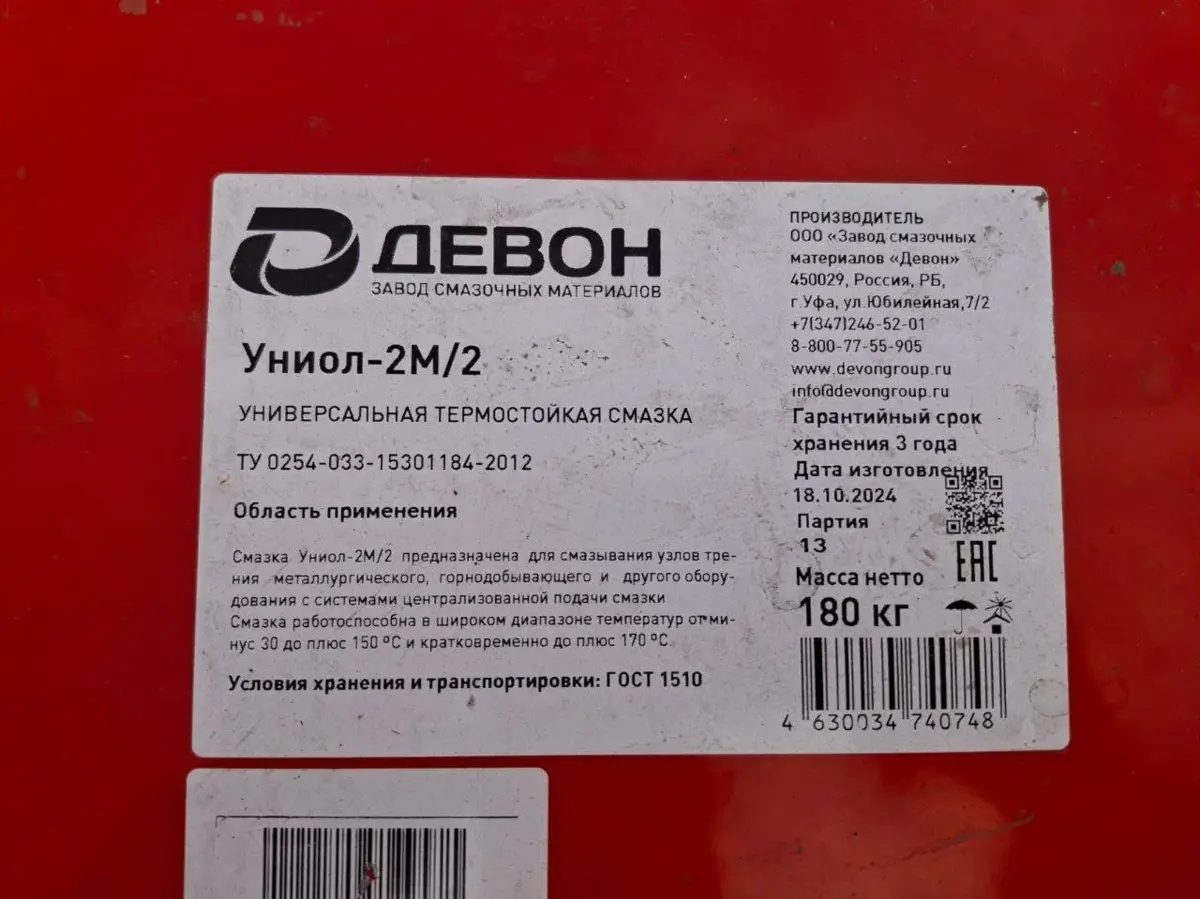 ДЕВОН
ЗАВОД СМАЗОЧНЫХ МАТЕРИАЛОВ
Униол-2М/2
УНИВЕРСАЛЬНАЯ ТЕРМОСТОЙКАЯ СМАЗКА
ТУ 0254-033-15301184-2012
Область применения
Смазка Униол-2М/2 предназначена для смазывания узлов тре-
ния металлургического, горнодобывающего и другого обору-
дования с системами централизованной подачи смазки
Смазка работоспособна в широком диапазоне температур от ми-
нус 30 до плюс 150 ºС и кратковременно до плюс 170 ºС.
Условия хранения и транспортировки: ГОСТ 1510
ПРОИЗВОДИТЕЛЬ
ООО «Завод смазочных
материалов «Девон»
450029, Россия, РБ,
г.Уфа, ул.Юбилейная,7/2
+7(347)246-52-01
8-800-77-55-905
www.devongroup.ru
info@devongroup.ru
Гарантийный срок
хранения 3 года
Дата изготовления
18.10.2024
Партия
13
EAC
Масса нетто
180 кг
4 630034 740748